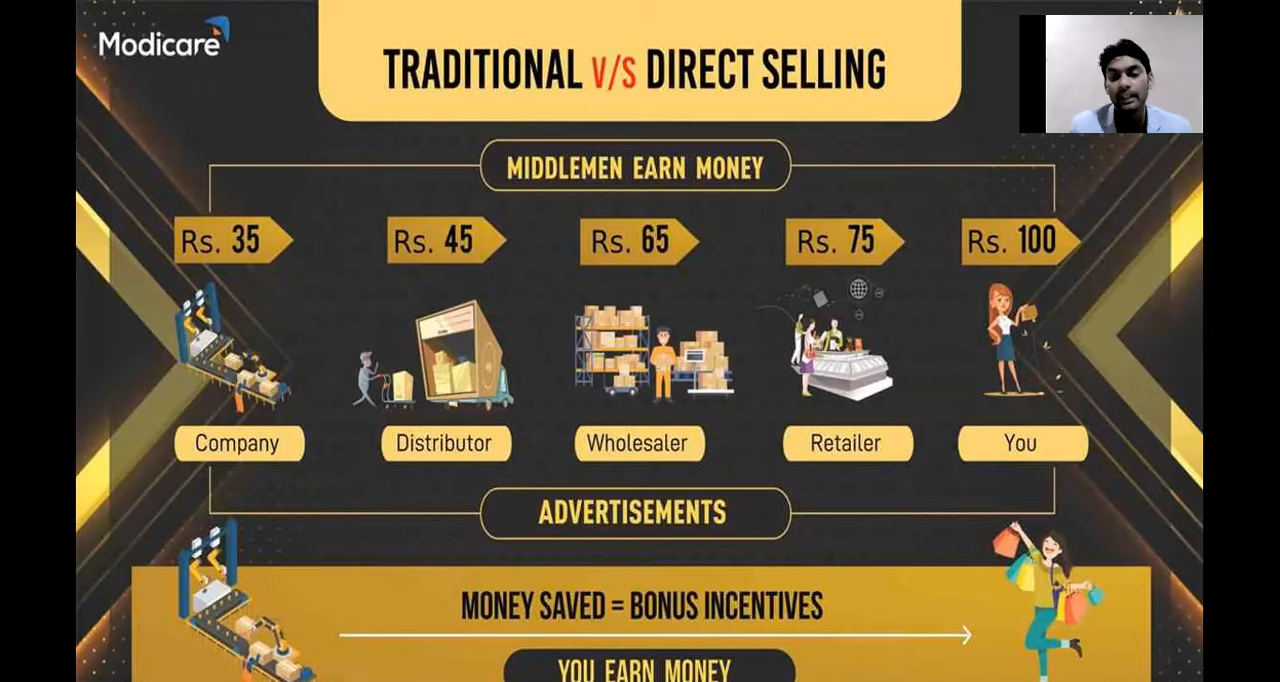 Modicare
TRADITIONAL V/S DIRECT SELLING
MIDDLEMEN EARN MONEY
Rs. 35
Rs. 45
Rs. 65
Rs. 75
Rs. 100
Company
Distributor
Wholesaler
Retailer
You
ADVERTISEMENTS
MONEY SAVED = BONUS INCENTIVES
YOU EARN MONEY